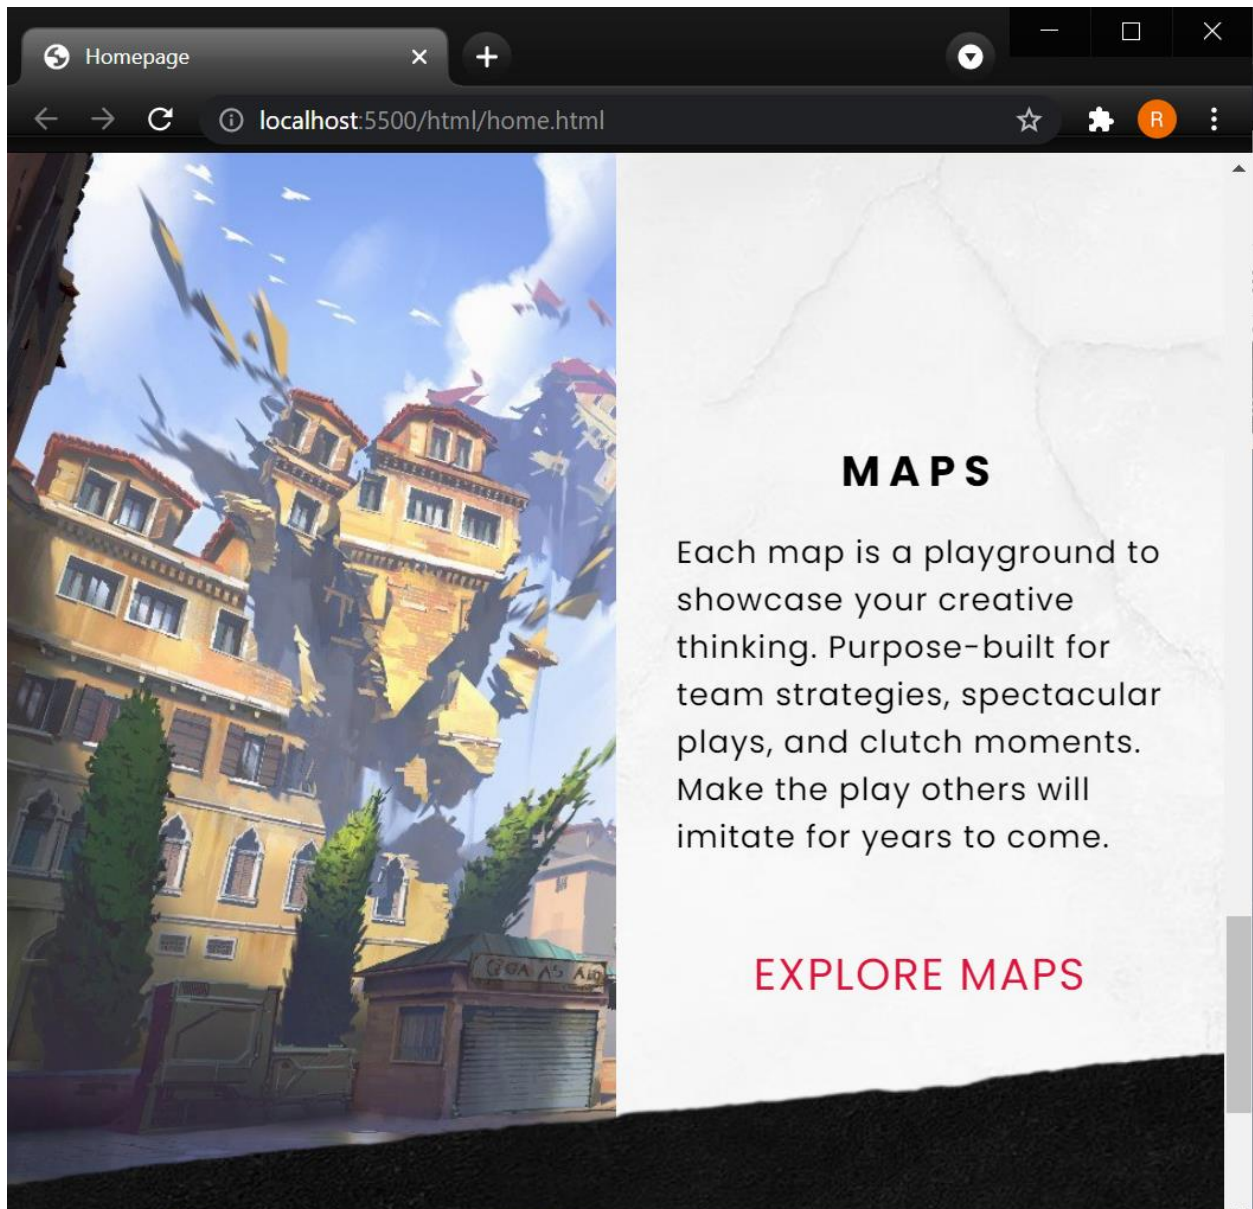 Homepage
localhost:5500/html/home.html
R
MAPS
Each map is a playground to
showcase your creative
thinking. Purpose-built for
team strategies, spectacular
plays, and clutch moments.
Make the play others will
imitate for years to come.
EXPLORE MAPS